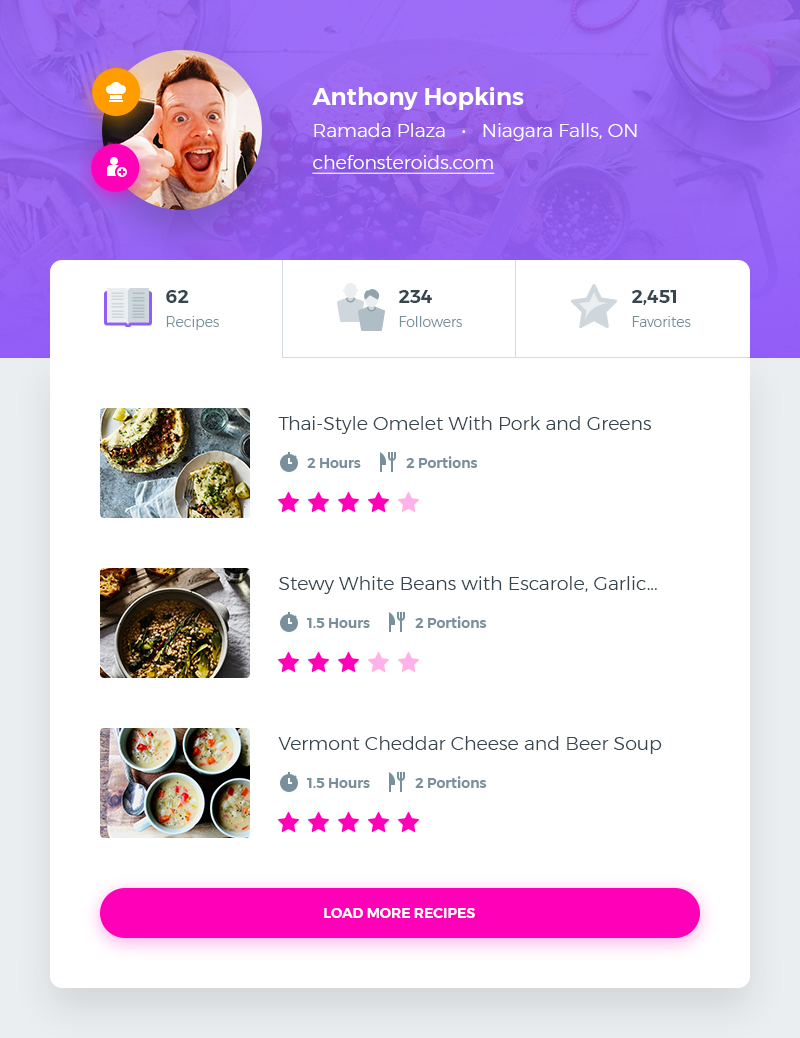 Anthony Hopkins
Ramada Plaza • Niagara Falls, ON
chefonsteroids.com
62
Recipes
234
Followers
2,451
Favorites
Thai-Style Omelet With Pork and Greens
2 Hours 2 Portions
Stewy White Beans with Escarole, Garlic...
1.5 Hours 2 Portions
Vermont Cheddar Cheese and Beer Soup
1.5 Hours 2 Portions
LOAD MORE RECIPES